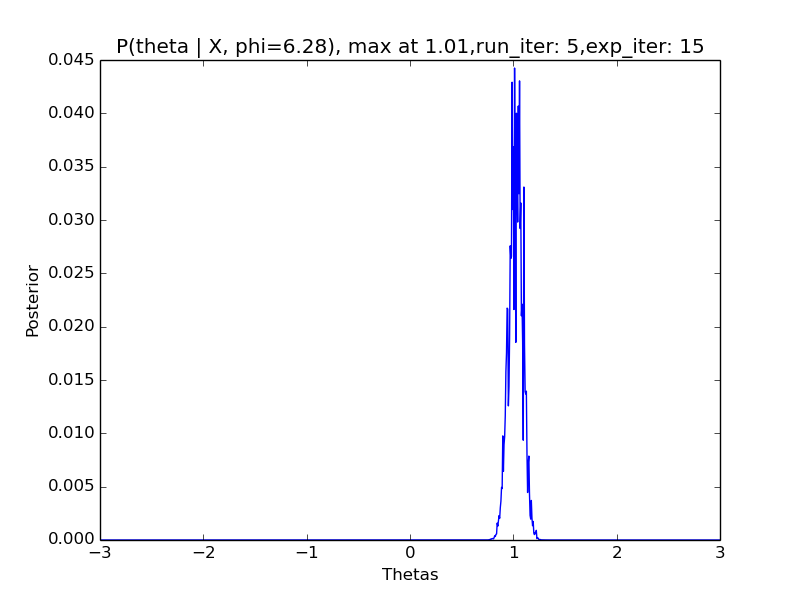 P(theta | X, phi=6.28), max at 1.01,run_iter: 5,exp_iter: 15
0.045
0.040
0.035
0.030
0.025
0.020
0.015
0.010
0.005
0.000
Posterior
−3 −2 −1 0 1 2 3
Thetas